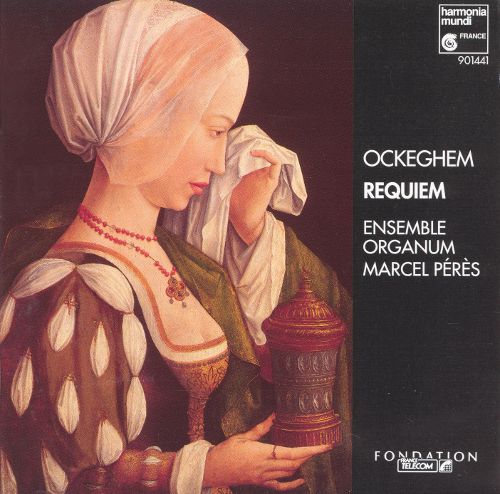 harmonia
mundi
FRANCE
901441
OCKEGHEM
REQUIEM
ENSEMBLE
ORGANUM
MARCEL PÉRÈS
FONDATION
FRANCE
TELECOM